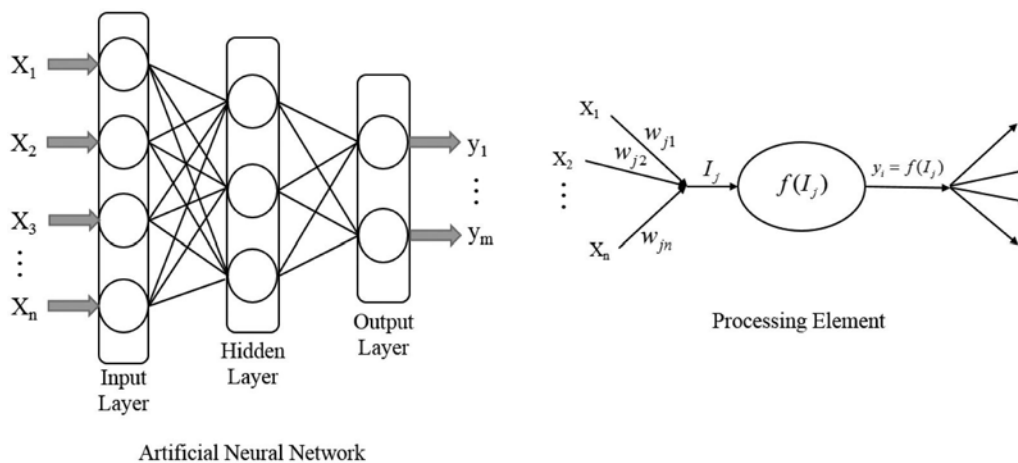 X1
X2
X3
⋮
Xn
Input
Layer
Hidden
Layer
Output
Layer
y1
⋮
ym
Artificial Neural Network
X1
X2
⋮
Xn
wj1
wj2
wjn
Ij
f(Ij)
yi = f(Ij)
Processing Element